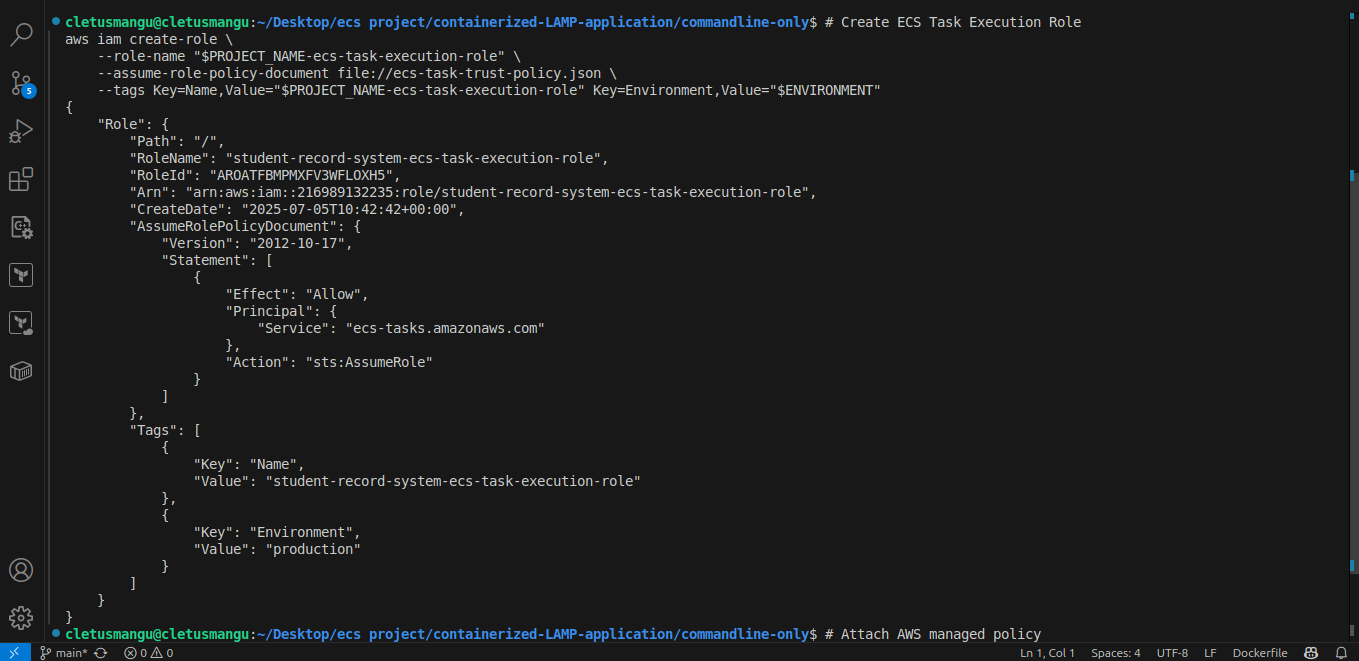 cletusmangu@cletusmangu:~/Desktop/ecs project/containerized-LAMP-application/commandline-only$ # Create ECS Task Execution Role
aws iam create-role \
    --role-name "$PROJECT_NAME-ecs-task-execution-role" \
    --assume-role-policy-document file://ecs-task-trust-policy.json \
    --tags Key=Name,Value="$PROJECT_NAME-ecs-task-execution-role" Key=Environment,Value="$ENVIRONMENT"
{
    "Role": {
        "Path": "/",
        "RoleName": "student-record-system-ecs-task-execution-role",
        "RoleId": "AROATFBMPMXFV3WFLOXH5",
        "Arn": "arn:aws:iam::216989132235:role/student-record-system-ecs-task-execution-role",
        "CreateDate": "2025-07-05T10:42:42+00:00",
        "AssumeRolePolicyDocument": {
            "Version": "2012-10-17",
            "Statement": [
                {
                    "Effect": "Allow",
                    "Principal": {
                        "Service": "ecs-tasks.amazonaws.com"
                    },
                    "Action": "sts:AssumeRole"
                }
            ]
        },
        "Tags": [
            {
                "Key": "Name",
                "Value": "student-record-system-ecs-task-execution-role"
            },
            {
                "Key": "Environment",
                "Value": "production"
            }
        ]
    }
}
cletusmangu@cletusmangu:~/Desktop/ecs project/containerized-LAMP-application/commandline-only$ # Attach AWS managed policy
5
main* 0 0 Ln 1, Col 1 Spaces: 4 UTF-8 LF Dockerfile